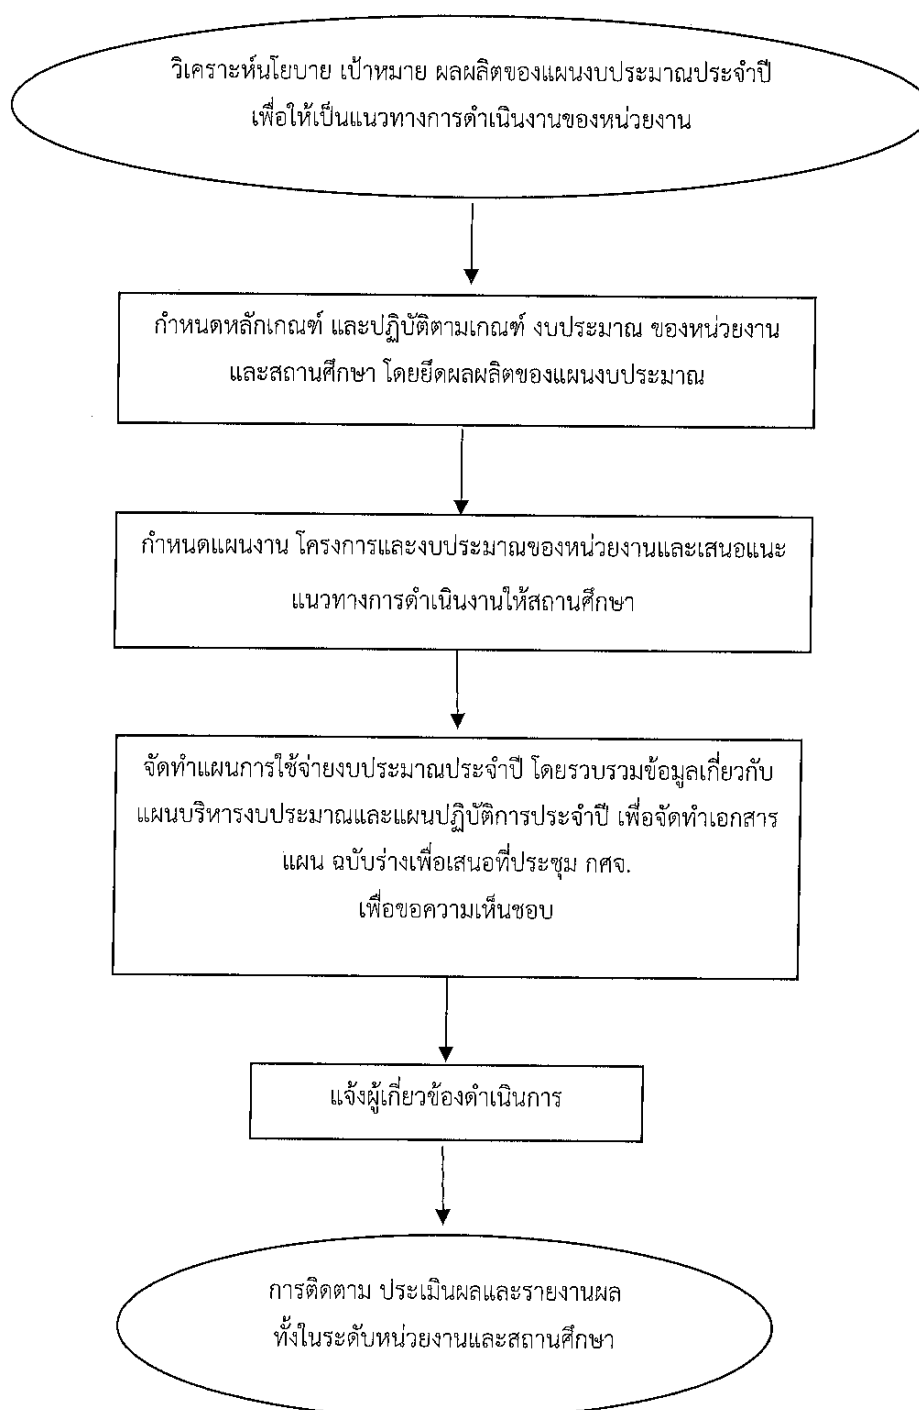 วิเคราะห์นโยบาย เป้าหมาย ผลผลิตของแผนงบประมาณประจำปี
เพื่อให้เป็นแนวทางการดำเนินงานของหน่วยงาน
กำหนดหลักเกณฑ์ และปฏิบัติตามเกณฑ์ งบประมาณ ของหน่วยงาน
และสถานศึกษา โดยยึดผลผลิตของแผนงบประมาณ
กำหนดแผนงาน โครงการและงบประมาณของหน่วยงานและเสนอแนะ
แนวทางการดำเนินงานให้สถานศึกษา
จัดทำแผนการใช้จ่ายงบประมาณประจำปี โดยรวบรวมข้อมูลเกี่ยวกับ
แผนบริหารงบประมาณและแผนปฏิบัติการประจำปี เพื่อจัดทำเอกสาร
แผน ฉบับร่างเพื่อเสนอที่ประชุม กศจ.
เพื่อขอความเห็นชอบ
แจ้งผู้เกี่ยวข้องดำเนินการ
การติดตาม ประเมินผลและรายงานผล
ทั้งในระดับหน่วยงานและสถานศึกษา